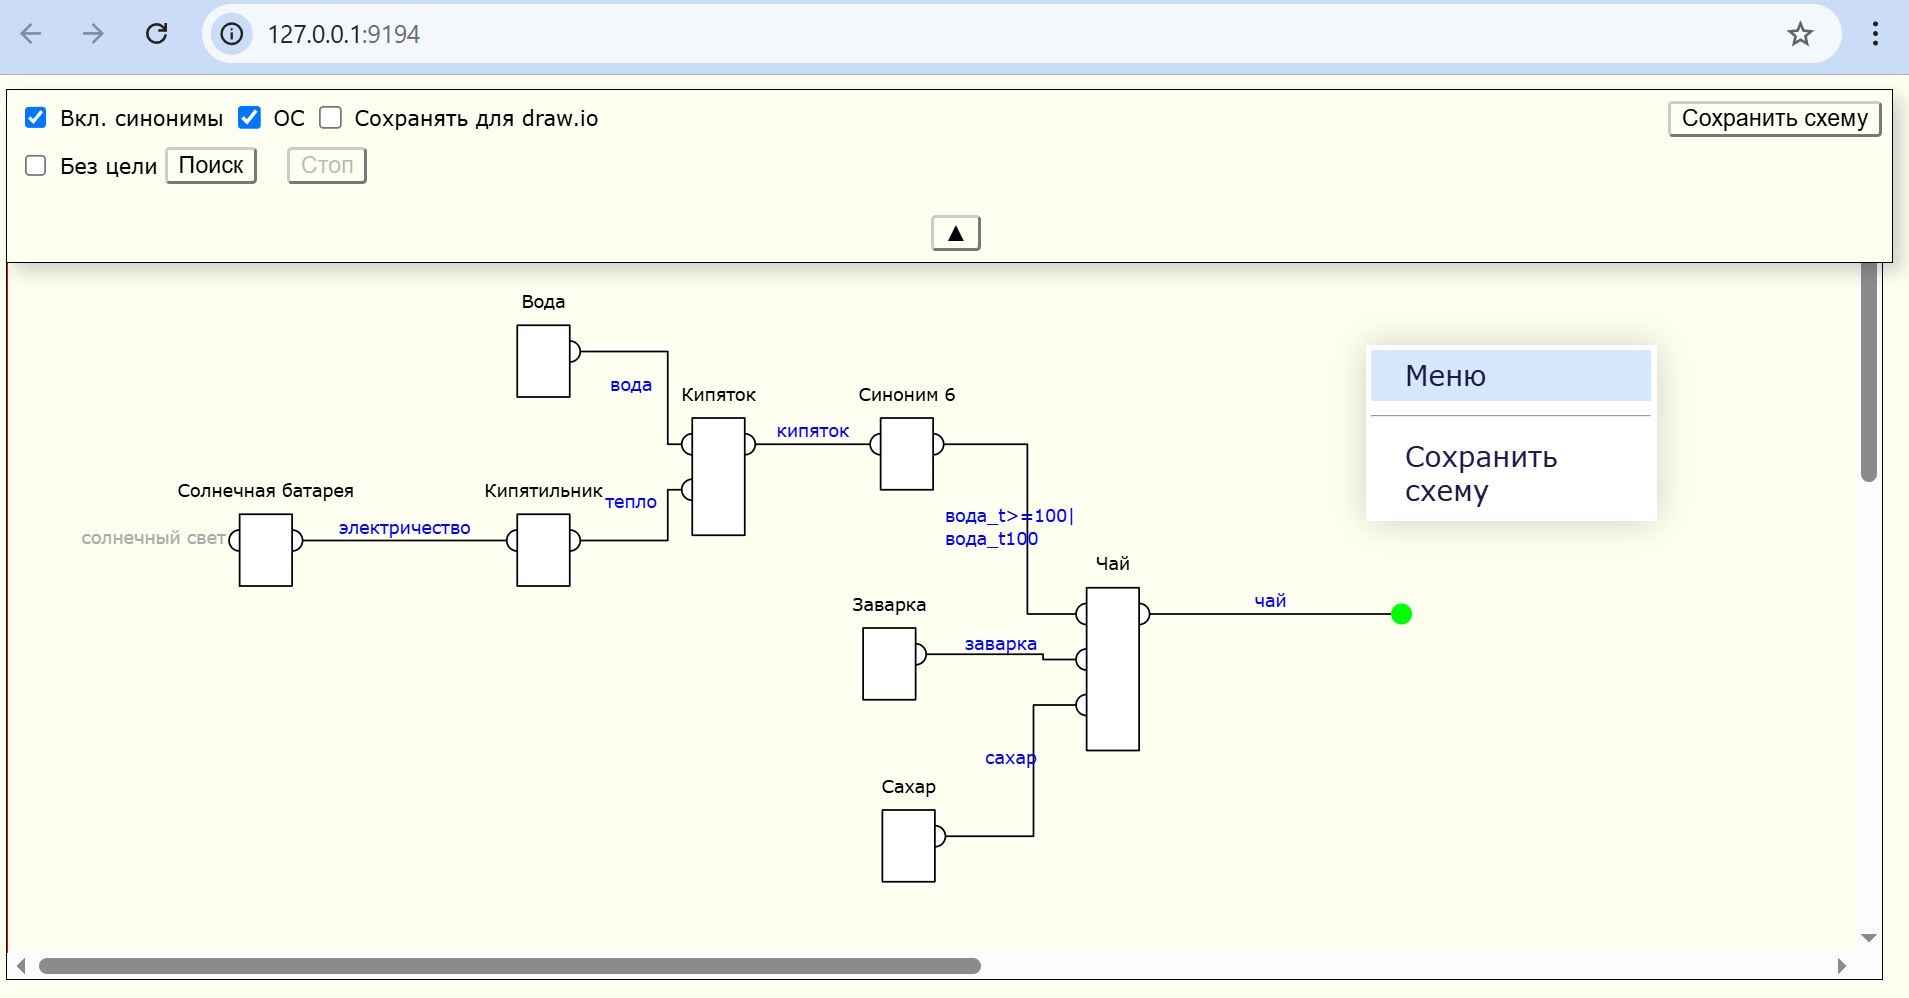 127.0.0.1:9194
Вкл. синонимы ОС Сохранять для draw.io Сохранить схему
Без цели Поиск Стоп
▲
Вода
вода
Кипяток
кипяток
Синоним 6
Меню
Сохранить
схему
Солнечная батарея
солнечный свет
электричество
Кипятильник
тепло
вода_t>=100|
вода_t100
Чай
чай
Заварка
заварка
сахар
Сахар